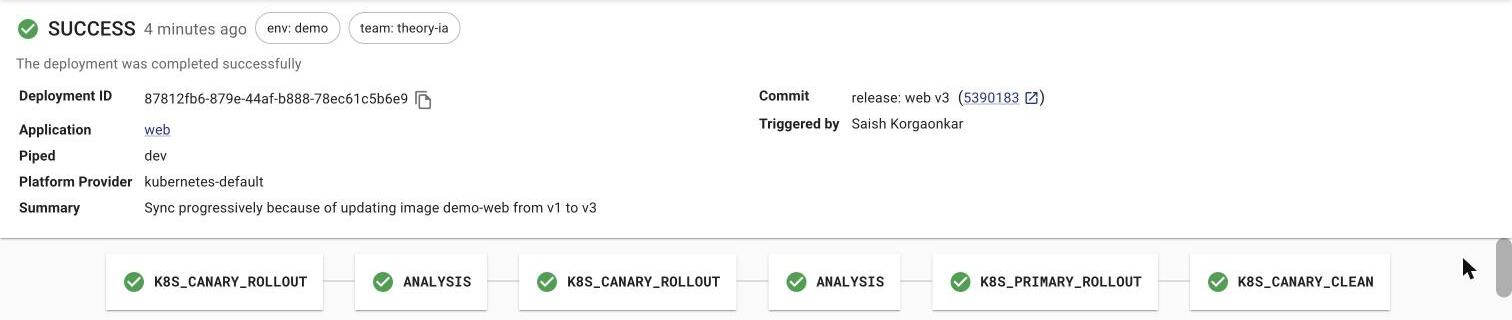 SUCCESS 4 minutes ago env: demo team: theory-ia
The deployment was completed successfully
Deployment ID 87812fb6-879e-44af-b888-78ec61c5b6e9
Application web
Piped dev
Platform Provider kubernetes-default
Summary Sync progressively because of updating image demo-web from v1 to v3
Commit release: web v3 (5390183)
Triggered by Saish Korgaonkar
K8S_CANARY_ROLLOUT ANALYSIS K8S_CANARY_ROLLOUT ANALYSIS K8S_PRIMARY_ROLLOUT K8S_CANARY_CLEAN